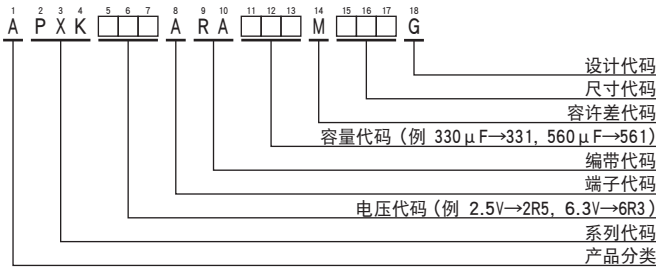 1 2 3 4 5 6 7 8 9 10 11 12 13 14 15 16 17 18
A P X K □□□ A R A □□□ M □□□ G
设计代码
尺寸代码
容许差代码
容量代码（例 330μF→331, 560μF→561）
编带代码
端子代码
电压代码（例 2.5V→2R5, 6.3V→6R3）
系列代码
产品分类